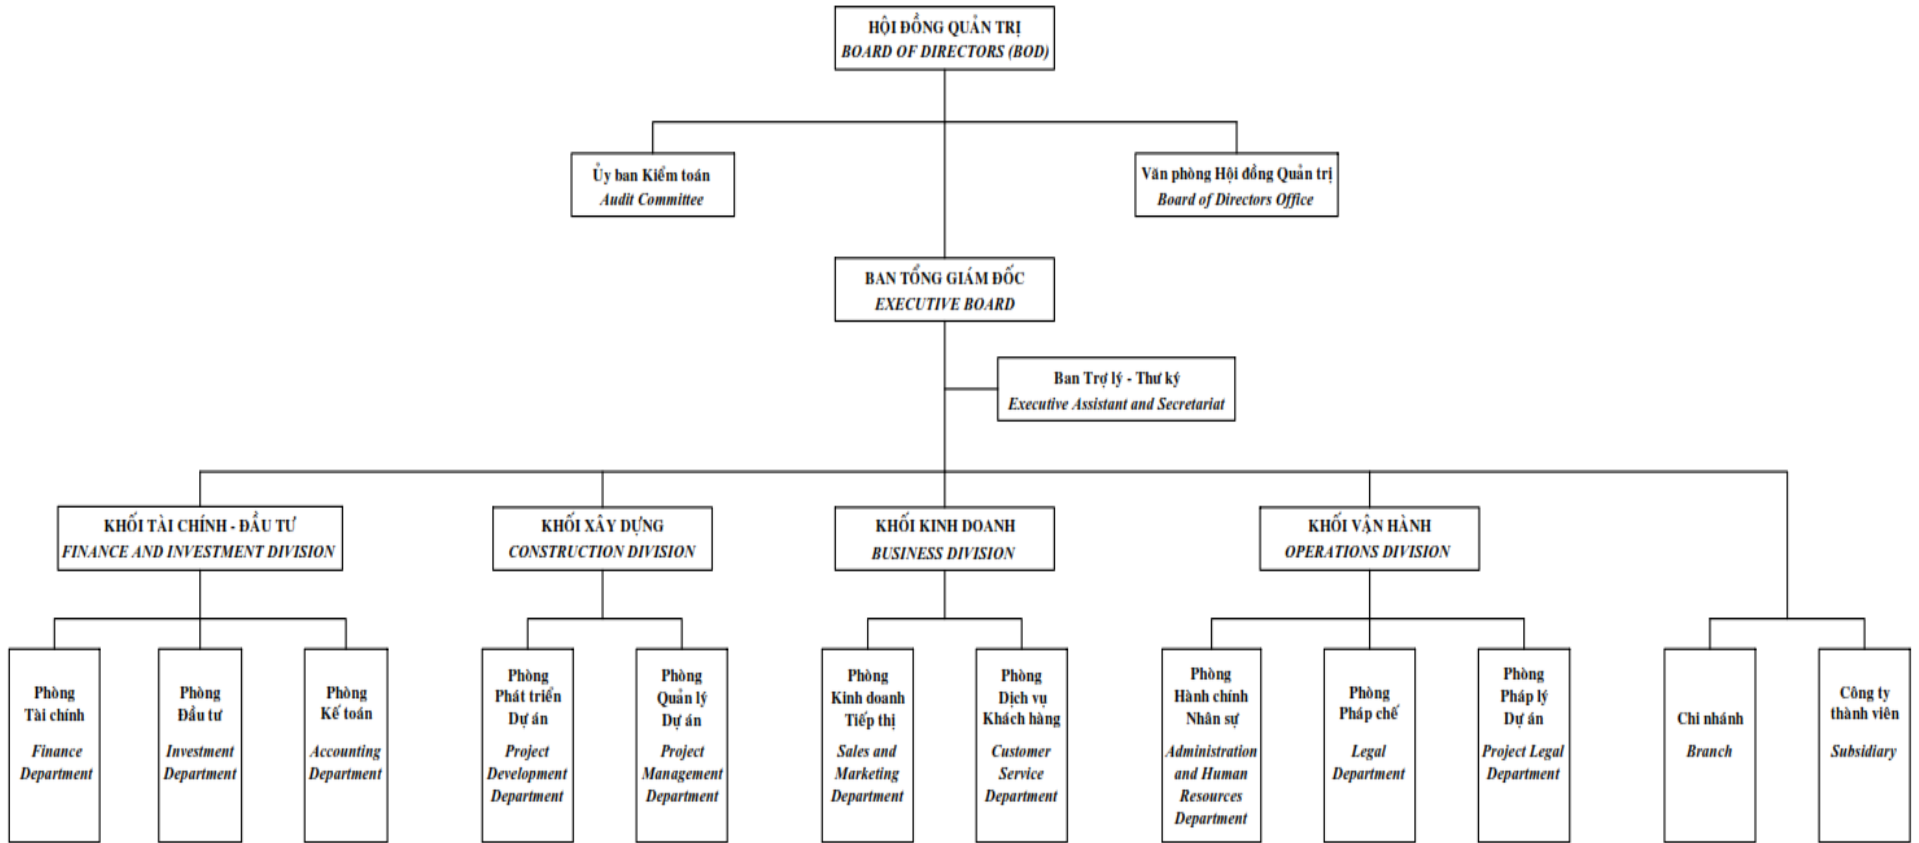 HỘI ĐỒNG QUẢN TRỊ
BOARD OF DIRECTORS (BOD)
Ủy ban Kiểm toán
Audit Committee
Văn phòng Hội đồng Quản trị
Board of Directors Office
BAN TỔNG GIÁM ĐỐC
EXECUTIVE BOARD
Ban Trợ lý - Thư ký
Executive Assistant and Secretariat
KHỐI TÀI CHÍNH - ĐẦU TƯ
FINANCE AND INVESTMENT DIVISION
KHỐI XÂY DỰNG
CONSTRUCTION DIVISION
KHỐI KINH DOANH
BUSINESS DIVISION
KHỐI VẬN HÀNH
OPERATIONS DIVISION
Phòng
Tài chính
Finance
Department
Phòng
Đầu tư
Investment
Department
Phòng
Kế toán
Accounting
Department
Phòng
Phát triển
Dự án
Project
Development
Department
Phòng
Quản lý
Dự án
Project
Management
Department
Phòng
Kinh doanh
Tiếp thị
Sales and
Marketing
Department
Phòng
Dịch vụ
Khách hàng
Customer
Service
Department
Phòng
Hành chính
Nhân sự
Administration
and Human
Resources
Department
Phòng
Pháp chế
Legal
Department
Phòng
Pháp lý
Dự án
Project Legal
Department
Chi nhánh
Branch
Công ty
thành viên
Subsidiary